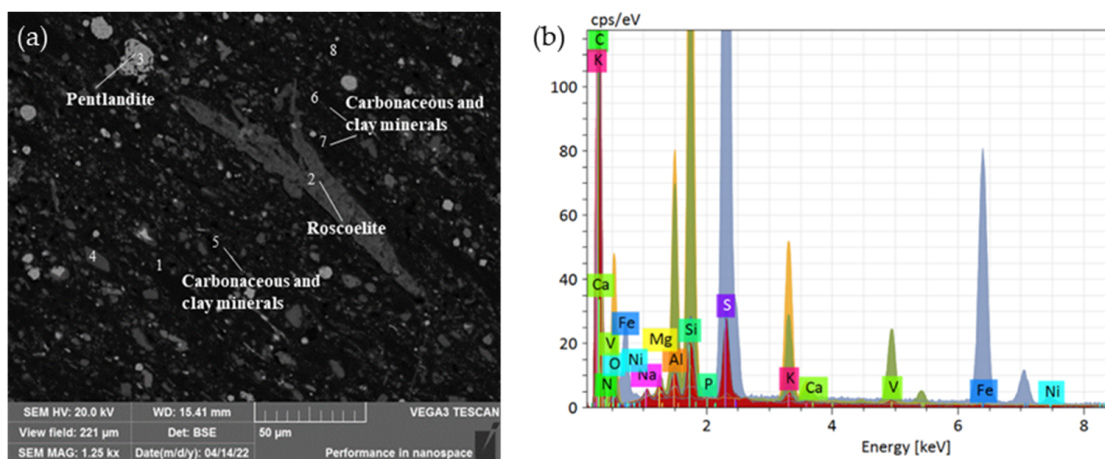 (a)
8
3
Pentlandite
6
Carbonaceous and
clay minerals
7
2
Roscoelite
5
4
1
Carbonaceous and
clay minerals
SEM HV: 20.0 kV
WD: 15.41 mm
VEGA3 TESCAN
View field: 221 µm
Det: BSE
50 µm
SEM MAG: 1.25 kx
Date(m/d/y): 04/14/22
Performance in nanospace
(b)
cps/eV
C
K
100
80
60
40
20
0
Ca
Fe
V
O
Ni
N
Na
Mg
Al
Si
P
S
K
Ca
V
Fe
Ni
2
4
6
8
Energy [keV]